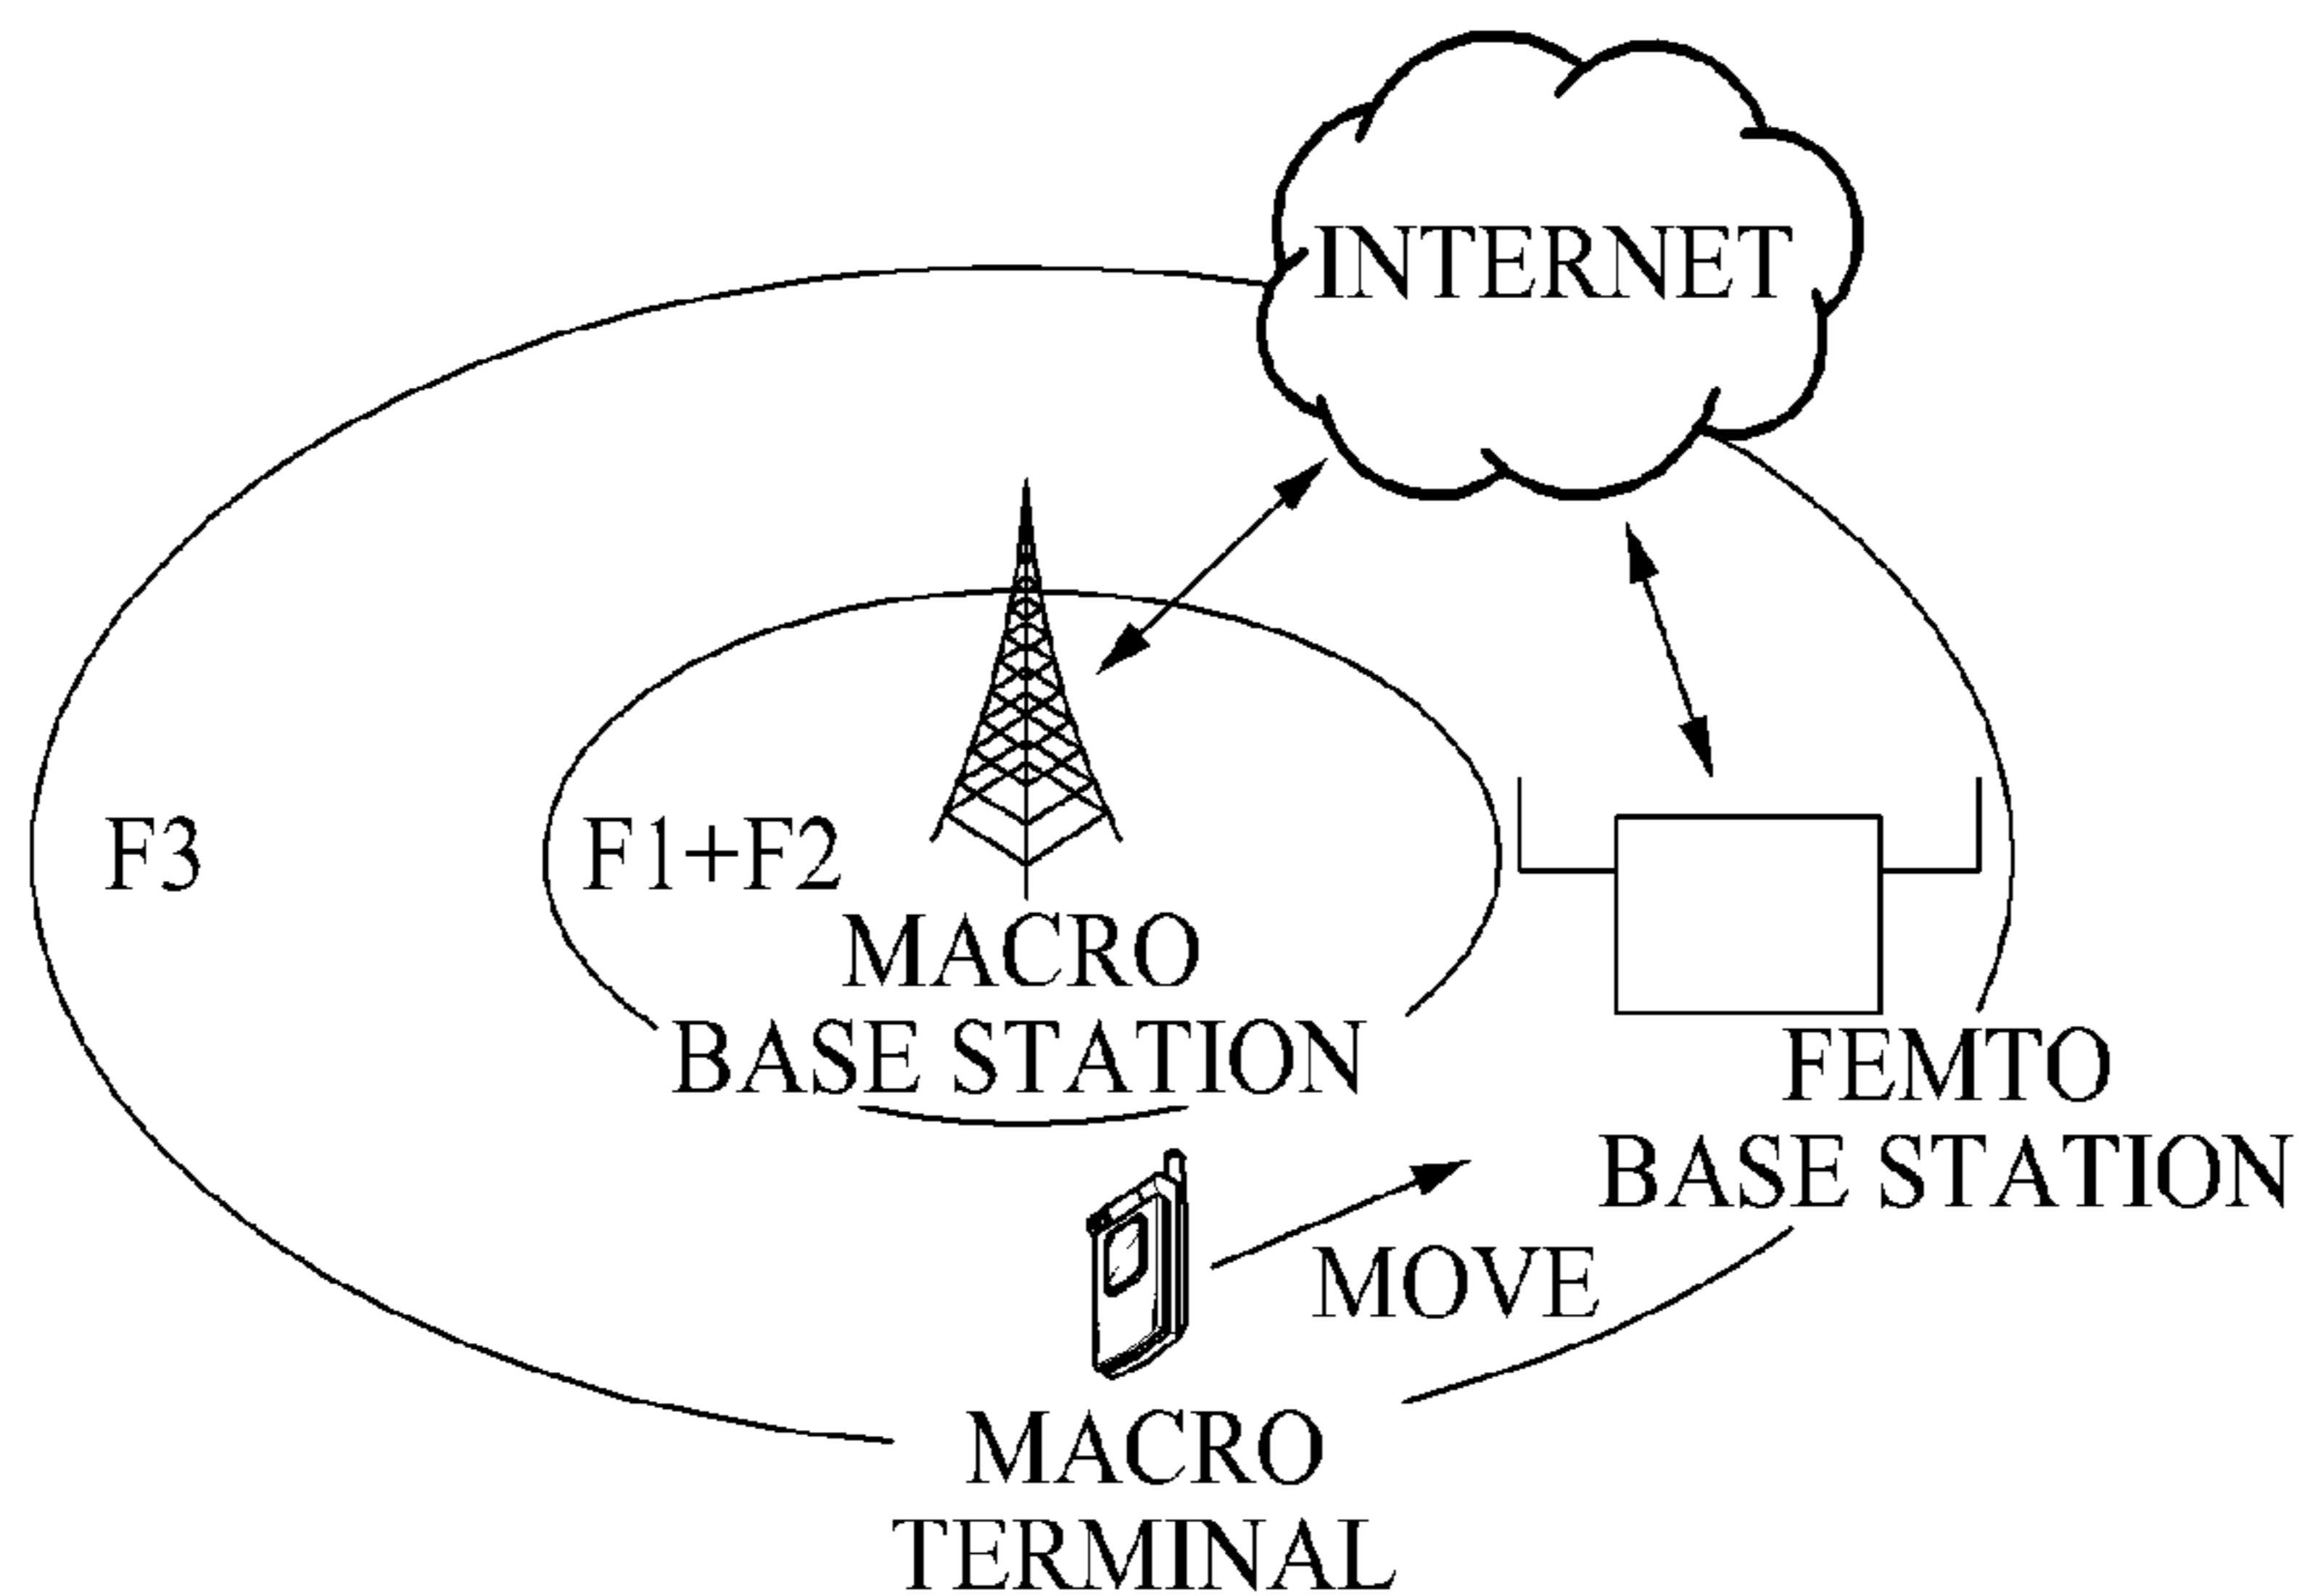 INTERNET
F3
F1+F2
MACRO
BASE STATION
FEMTO
BASE STATION
MOVE
MACRO
TERMINAL